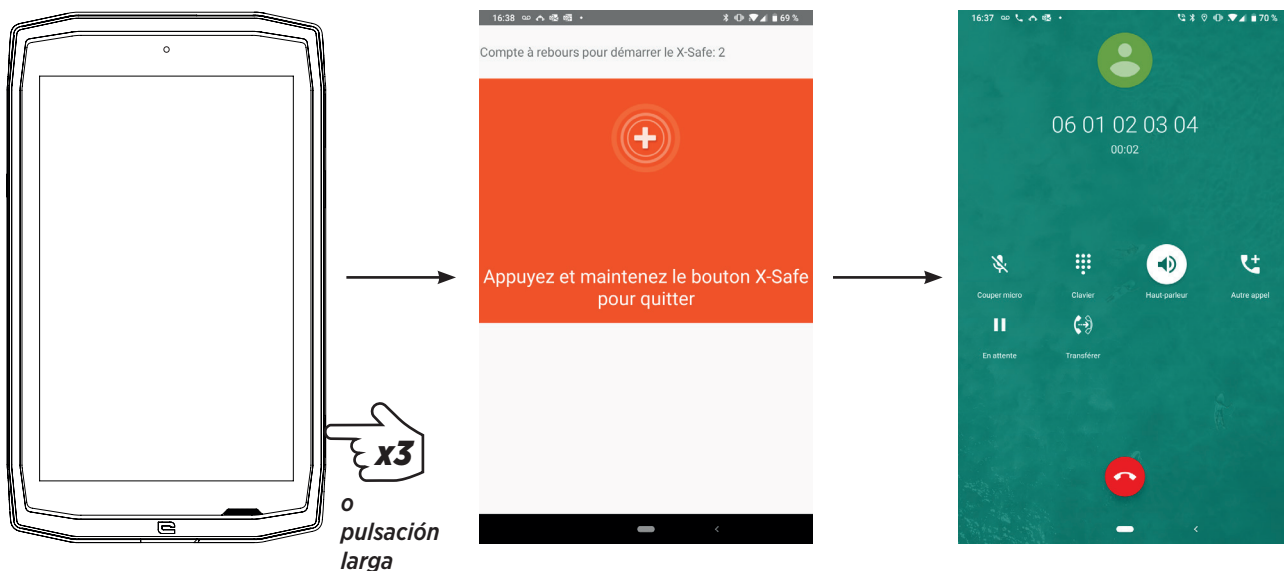 x3
o
pulsación
larga
16:38
69 %
Compte à rebours pour démarrer le X-Safe: 2
Appuyez et maintenez le bouton X-Safe
pour quitter
16:37
70 %
06 01 02 03 04
00:02
Couper micro
Clavier
Haut-parleur
Autre appel
En attente
Transférer